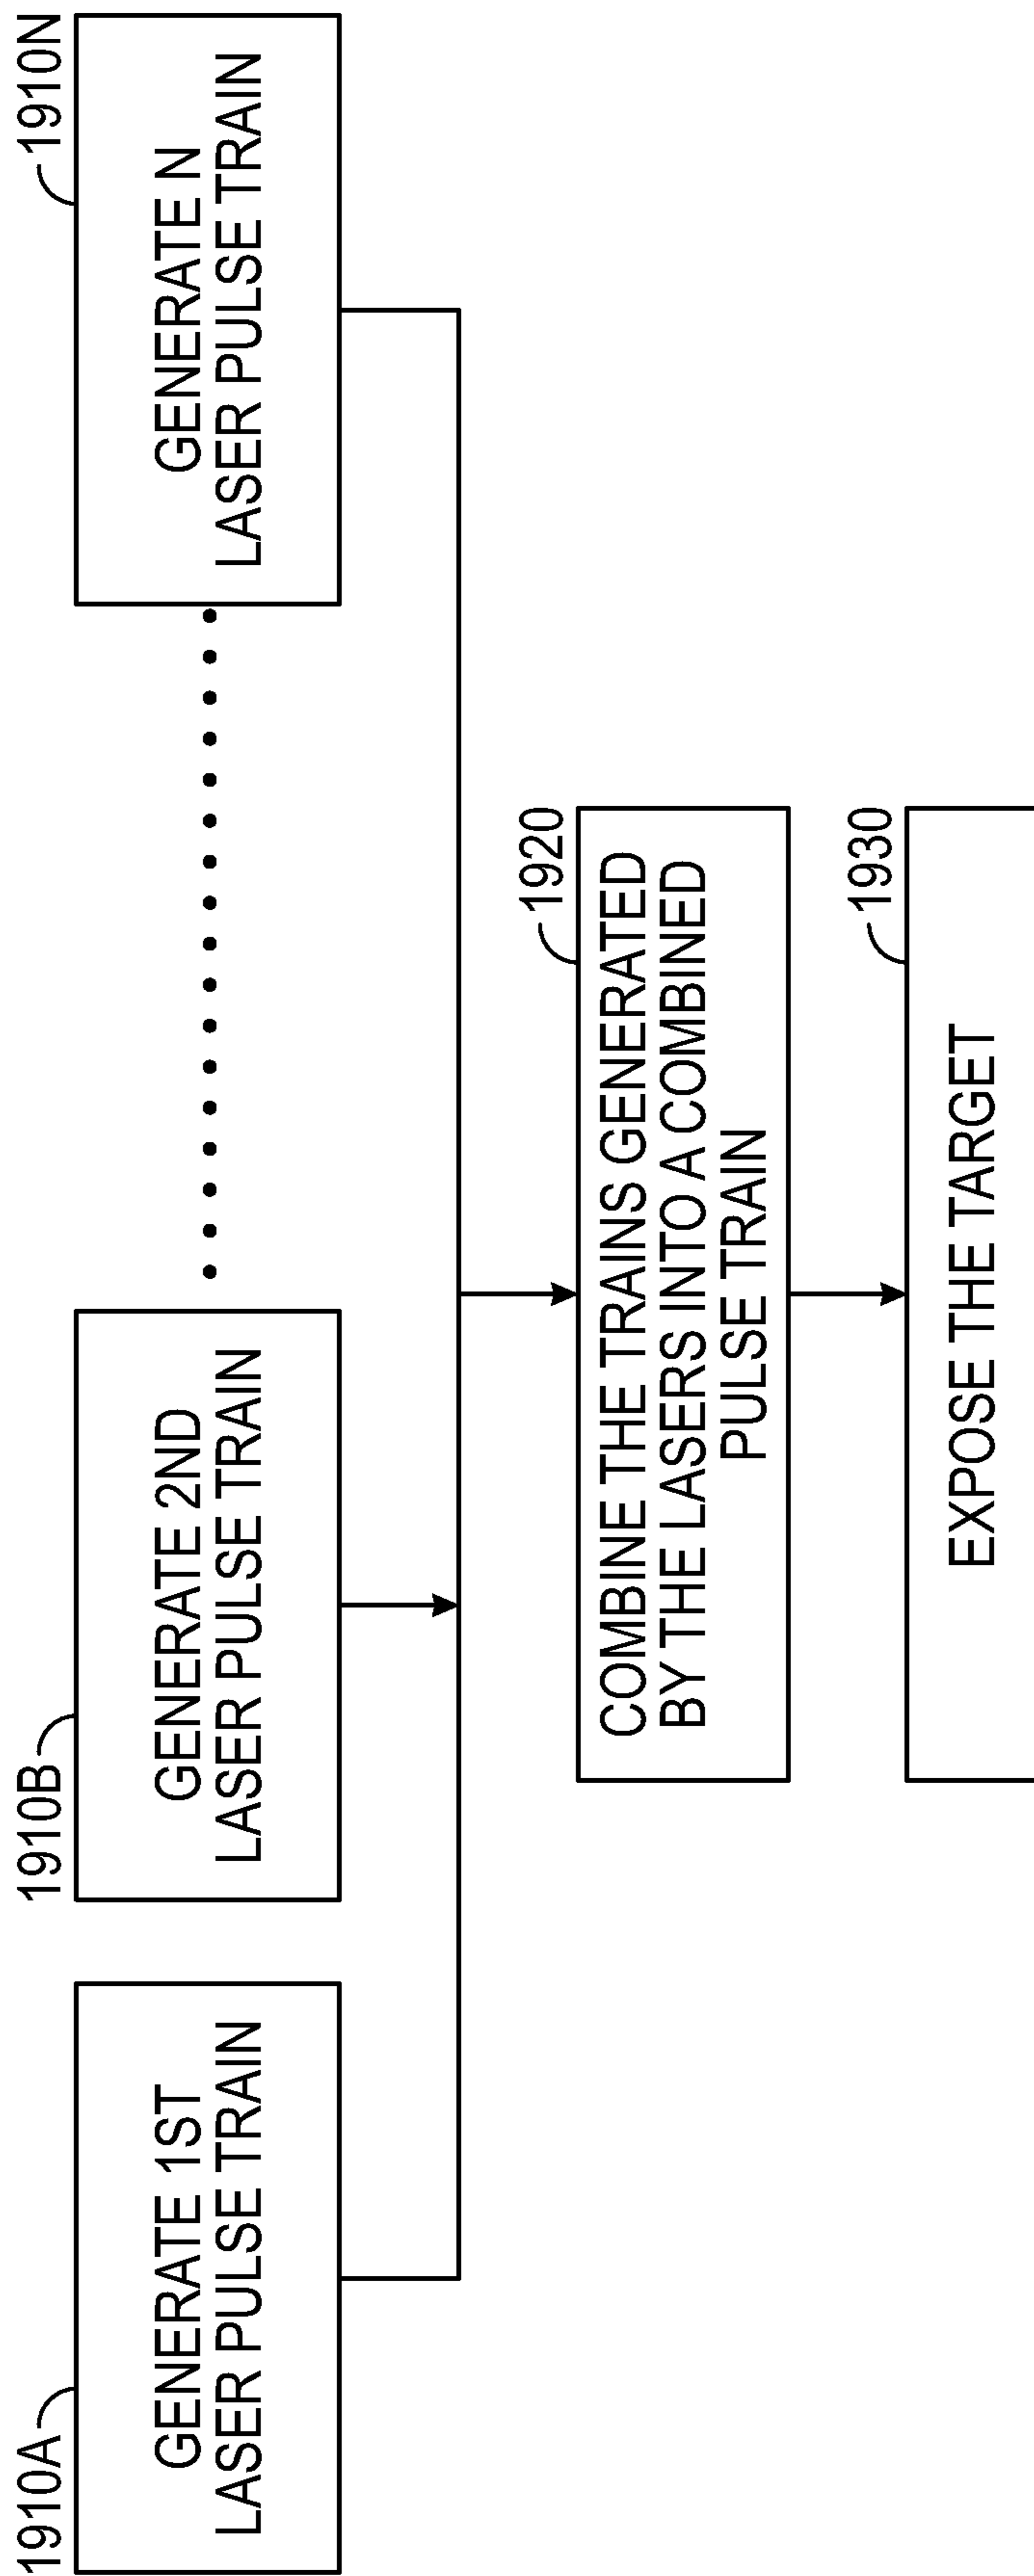 1910A
GENERATE 1ST
LASER PULSE TRAIN
1910B
GENERATE 2ND
LASER PULSE TRAIN
1910N
GENERATE N
LASER PULSE TRAIN
1920
COMBINE THE TRAINS GENERATED
BY THE LASERS INTO A COMBINED
PULSE TRAIN
1930
EXPOSE THE TARGET